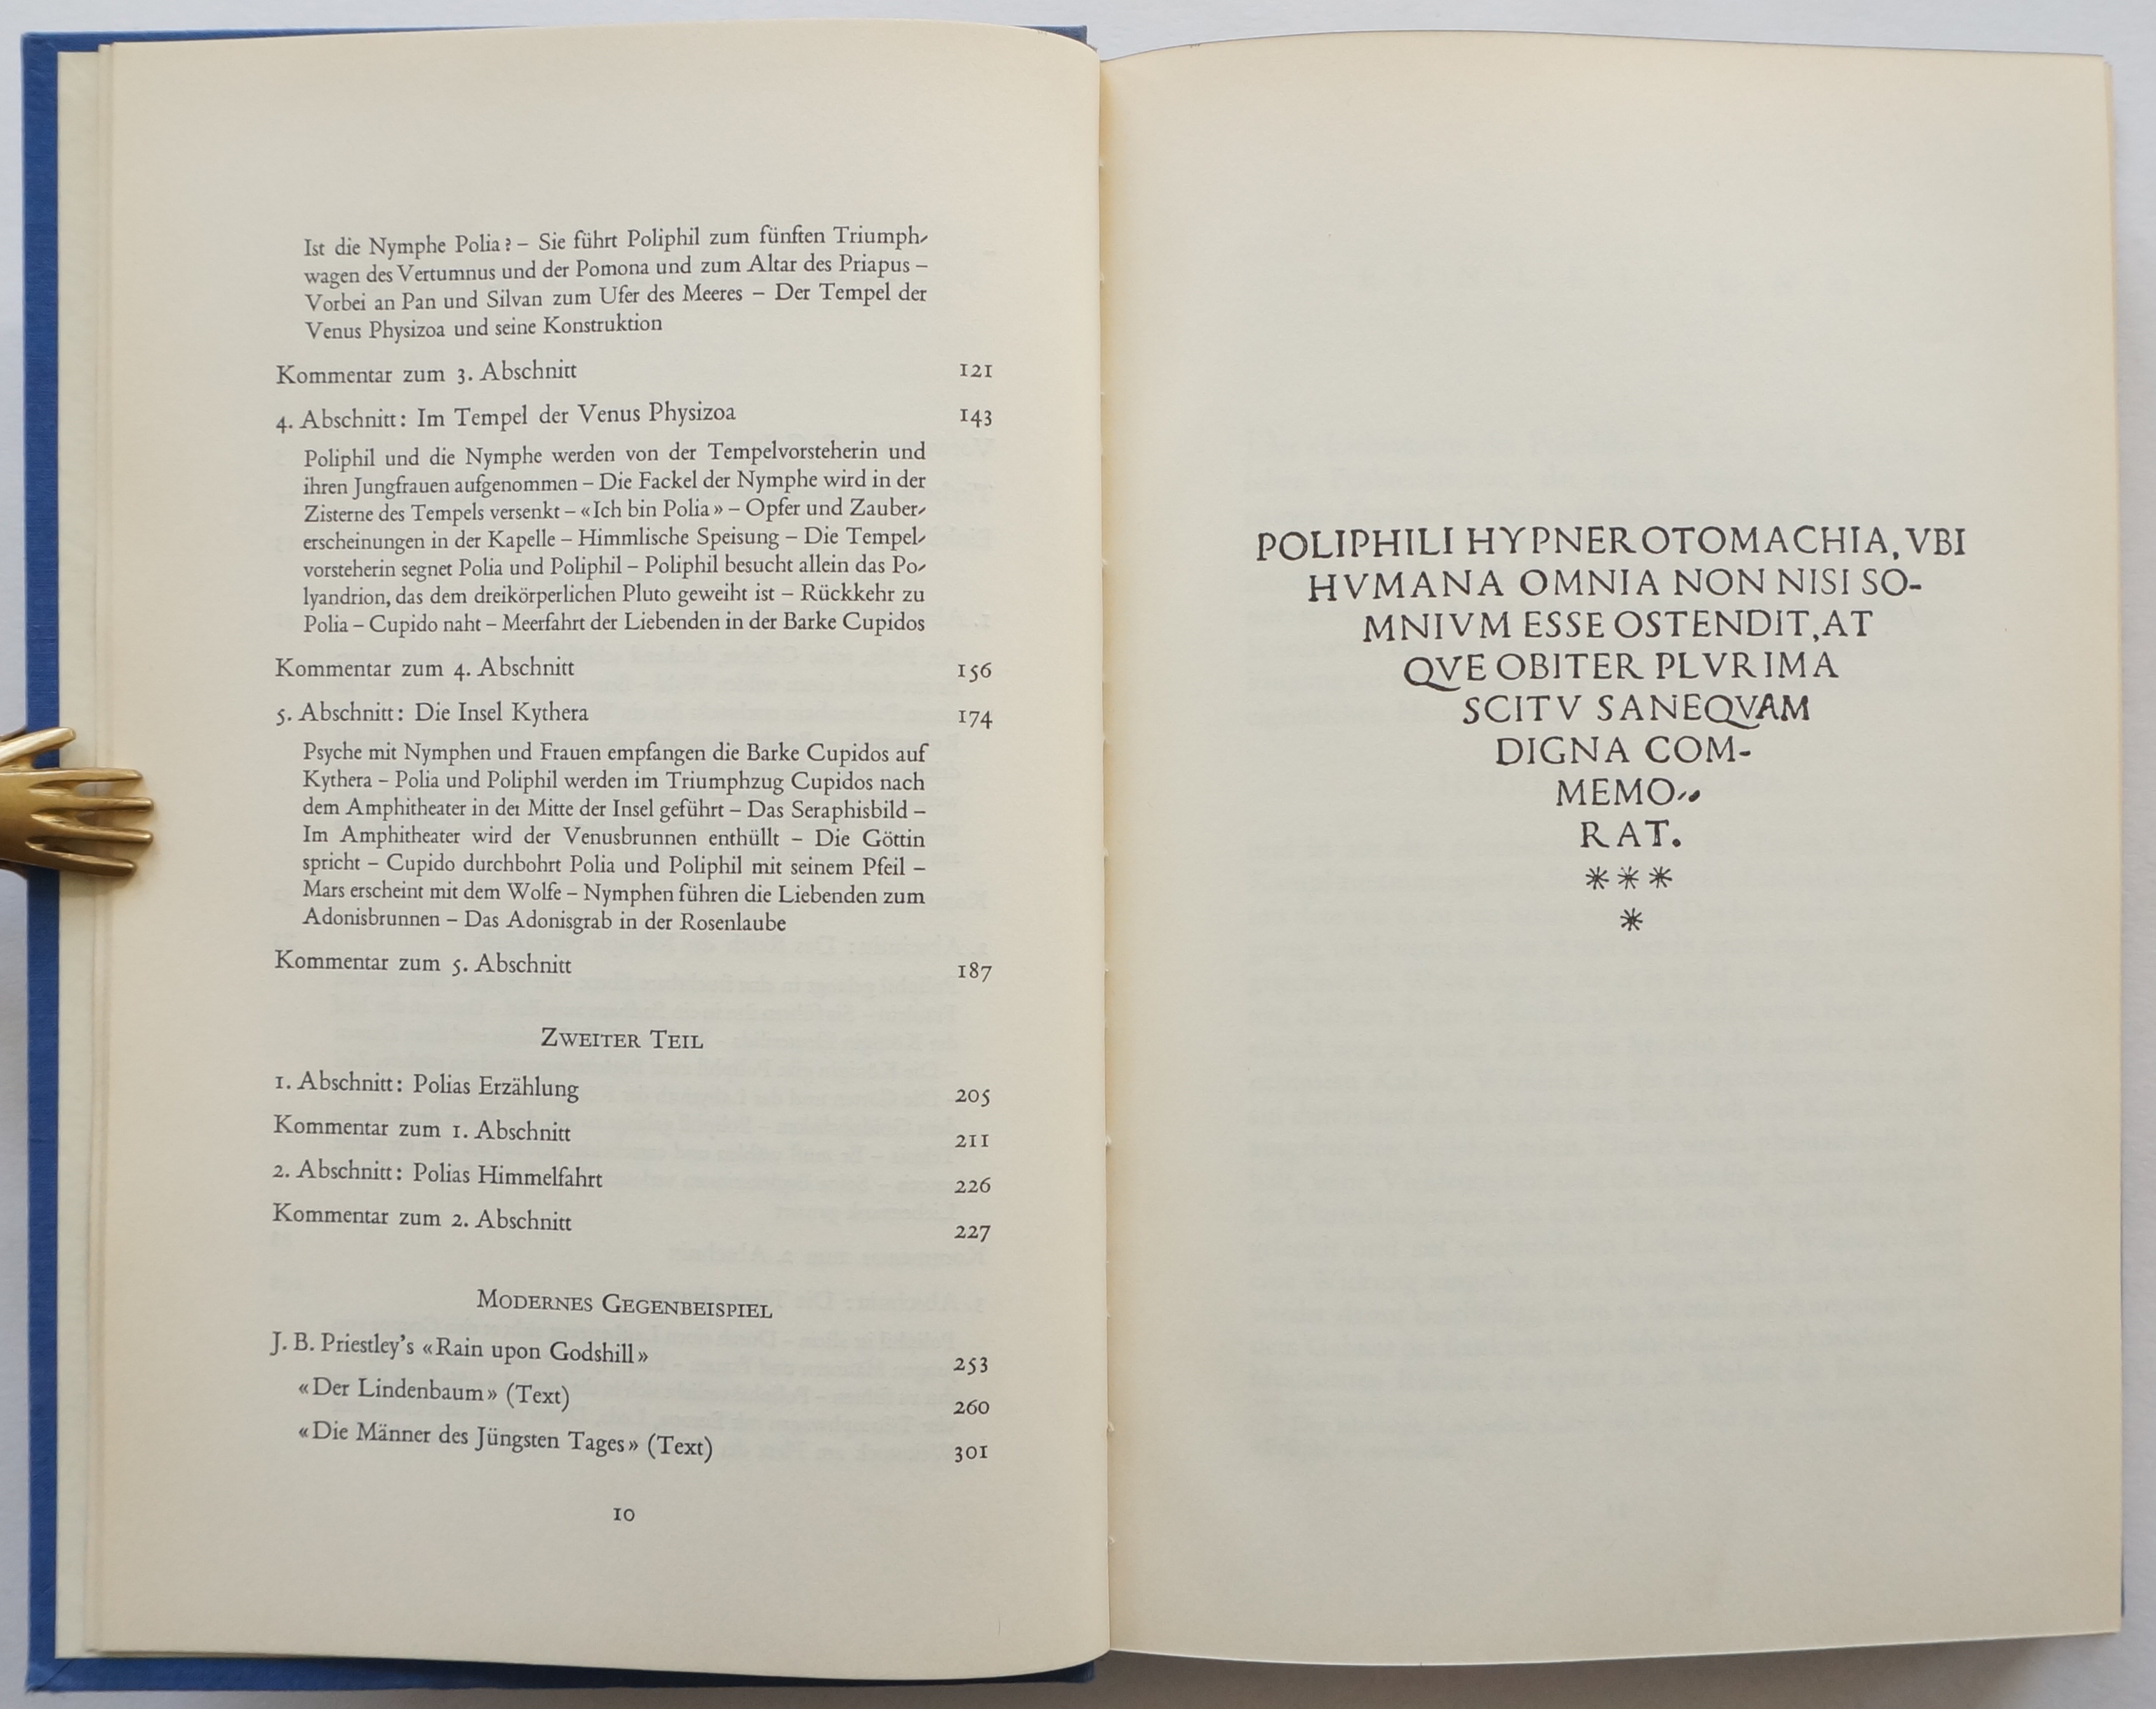 Ist die Nymphe Polia? – Sie führt Poliphil zum fünften Triumph-
wagen des Vertumnus und der Pomona und zum Altar des Priapus –
Vorbei an Pan und Silvan zum Ufer des Meeres – Der Tempel der
Venus Physizoa und seine Konstruktion
Kommentar zum 3. Abschnitt 121
4. Abschnitt: Im Tempel der Venus Physizoa 143
Poliphil und die Nymphe werden von der Tempelvorsteherin und
ihren Jungfrauen aufgenommen – Die Fackel der Nymphe wird in der
Zisterne des Tempels versenkt – «Ich bin Polia» – Opfer und Zauber-
erscheinungen in der Kapelle – Himmlische Speisung – Die Tempel-
vorsteherin segnet Polia und Poliphil – Poliphil besucht allein das Po-
lyandrion, das dem dreikörperlichen Pluto geweiht ist – Rückkehr zu
Polia – Cupido naht – Meerfahrt der Liebenden in der Barke Cupidos
Kommentar zum 4. Abschnitt 156
5. Abschnitt: Die Insel Kythera 174
Psyche mit Nymphen und Frauen empfangen die Barke Cupidos auf
Kythera – Polia und Poliphil werden im Triumphzug Cupidos nach
dem Amphitheater in der Mitte der Insel geführt – Das Seraphisbild –
Im Amphitheater wird der Venusbrunnen enthüllt – Die Göttin
spricht – Cupido durchbohrt Polia und Poliphil mit seinem Pfeil –
Mars erscheint mit dem Wolfe – Nymphen führen die Liebenden zum
Adonisbrunnen – Das Adonisgrab in der Rosenlaube
Kommentar zum 5. Abschnitt 187
ZWEITER TEIL
1. Abschnitt: Polias Erzählung 205
Kommentar zum 1. Abschnitt 211
2. Abschnitt: Polias Himmelfahrt 226
Kommentar zum 2. Abschnitt 227
MODERNES GEGENBEISPIEL
J. B. Priestley's «Rain upon Godshill» 253
«Der Lindenbaum» (Text) 260
«Die Männer des Jüngsten Tages» (Text) 301
10
POLIPHILI HYPNEROTOMACHIA, VBI
HVMANA OMNIA NON NISI SO-
MNIVM ESSE OSTENDIT, AT
QVE OBITER PLVRIMA
SCITV SANEQVAM
DIGNA COM-
MEMO-
RAT.
***
*